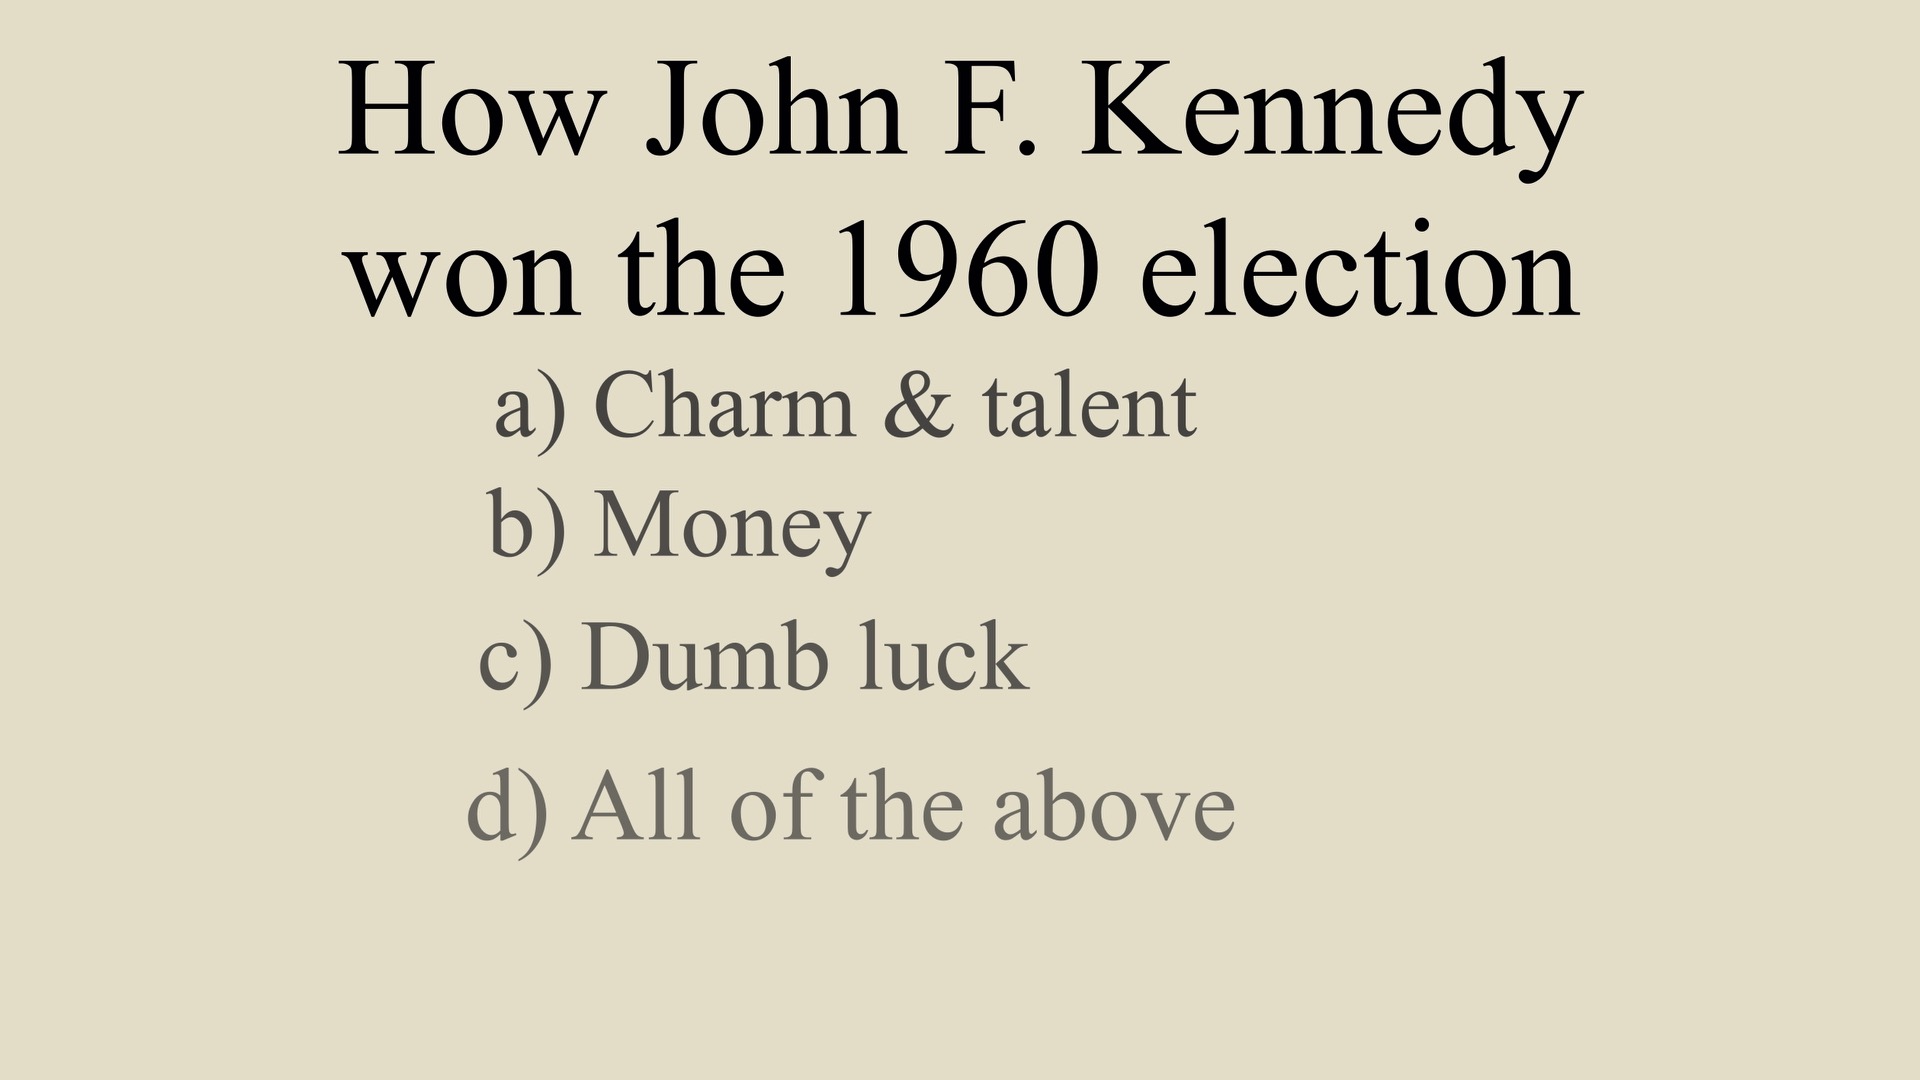 How John F. Kennedy
won the 1960 election
a) Charm & talent
b) Money
c) Dumb luck
d) All of the above